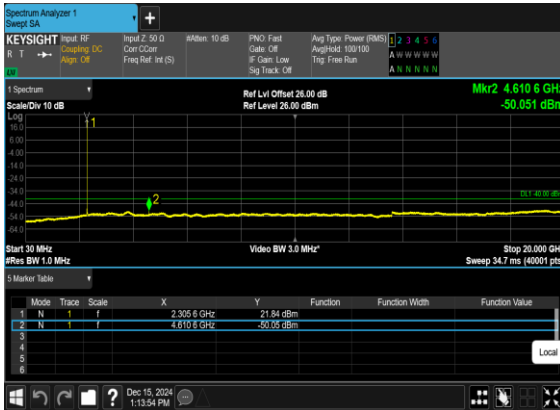 Spectrum Analyzer 1
Swept SA
+
KEYSIGHT Input: RF Input Z: 50 Ω #Atten: 10 dB PNO: Fast Avg Type: Power (RMS) 1 2 3 4 5 6
R T Coupling: DC Corr CCorr Gate: Off Avg|Hold: 100/100 A W W W W W
Align: Off Freq Ref: Int (S) IF Gain: Low Trig: Free Run
Sig Track: Off A N N N N N
LXI
1 Spectrum Ref Lvl Offset 26.00 dB Mkr2 4.610 6 GHz
Scale/Div 10 dB Ref Level 26.00 dBm -50.051 dBm
Log
16.0
6.00
-4.00
-14.0
-24.0
-34.0
-44.0
-54.0
-64.0
1
2
DL1 -40.00 dBm
Start 30 MHz Video BW 3.0 MHz* Stop 20.000 GHz
#Res BW 1.0 MHz Sweep 34.7 ms (40001 pts)
5 Marker Table
Mode Trace Scale X Y Function Function Width Function Value
1 N 1 f 2.305 6 GHz 21.84 dBm
2 N 1 f 4.610 6 GHz -50.05 dBm
3
4
5
6
Local
? Dec 15, 2024
1:13:54 PM